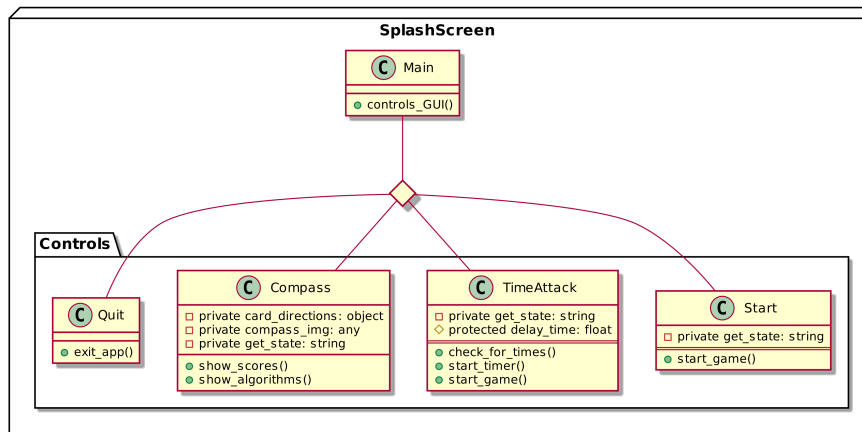 SplashScreen
C Main
controls_GUI()
Controls
C Quit
exit_app()
C Compass
private card_directions: object
private compass_img: any
private get_state: string
show_scores()
show_algorithms()
C TimeAttack
private get_state: string
protected delay_time: float
check_for_times()
start_timer()
start_game()
C Start
private get_state: string
start_game()